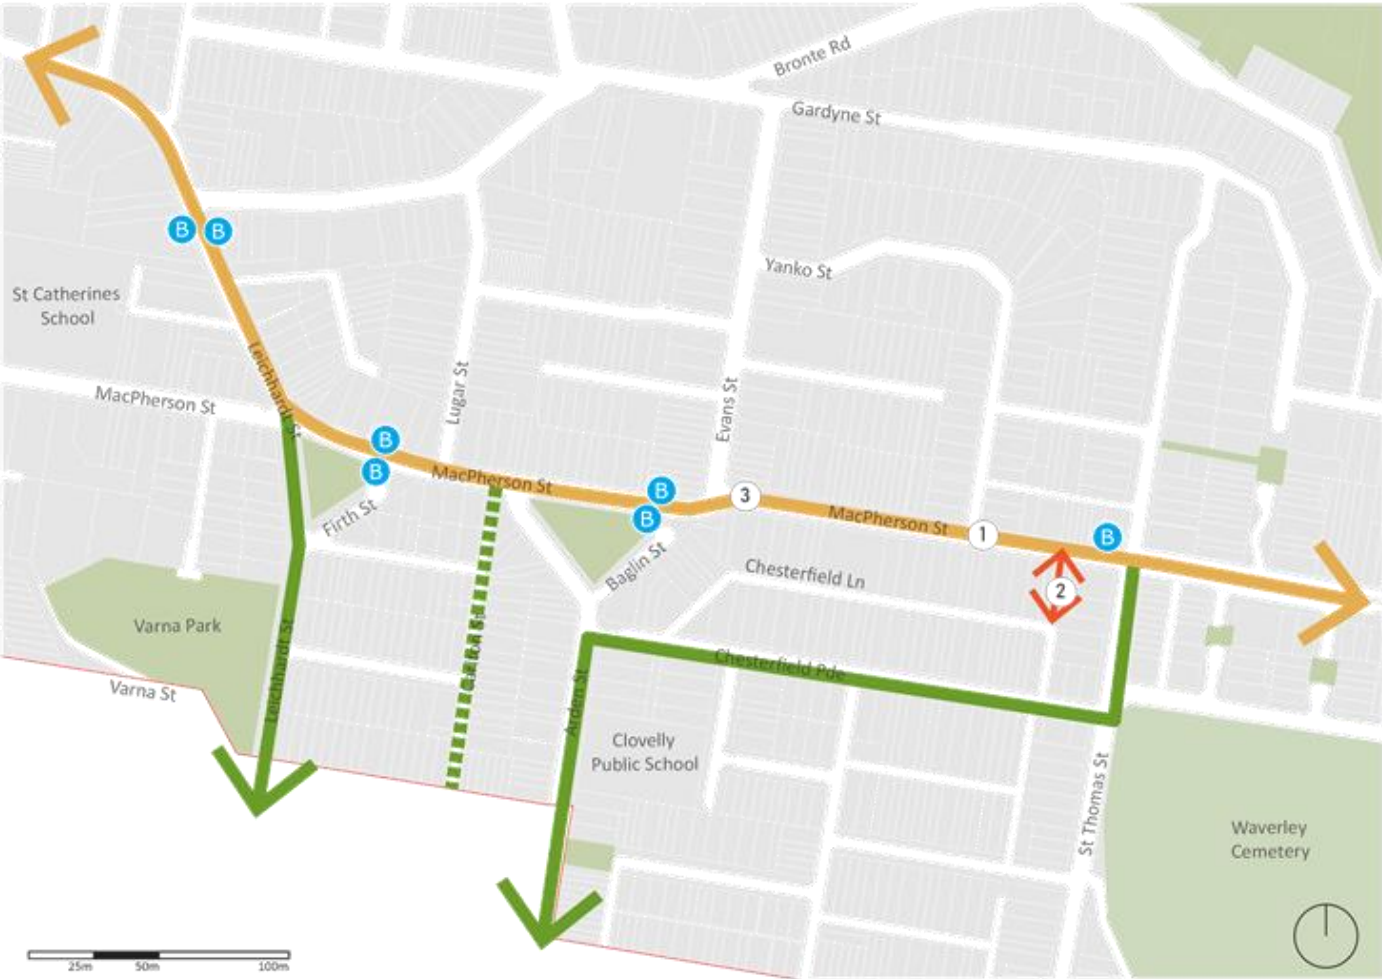 Bronte Rd
Gardyne St
B
B
Yanko St
St Catherines
School
Leichhardt St
MacPherson St
Lugar St
Evans St
B
B
MacPherson St
B
B
3
MacPherson St
1
B
Firth St
Baglin St
Chesterfield Ln
2
Varna Park
Leichhardt St
Chesterfield Pde
Varna St
Arden St
Clovelly
Public School
St Thomas St
Waverley
Cemetery
25m 50m 100m